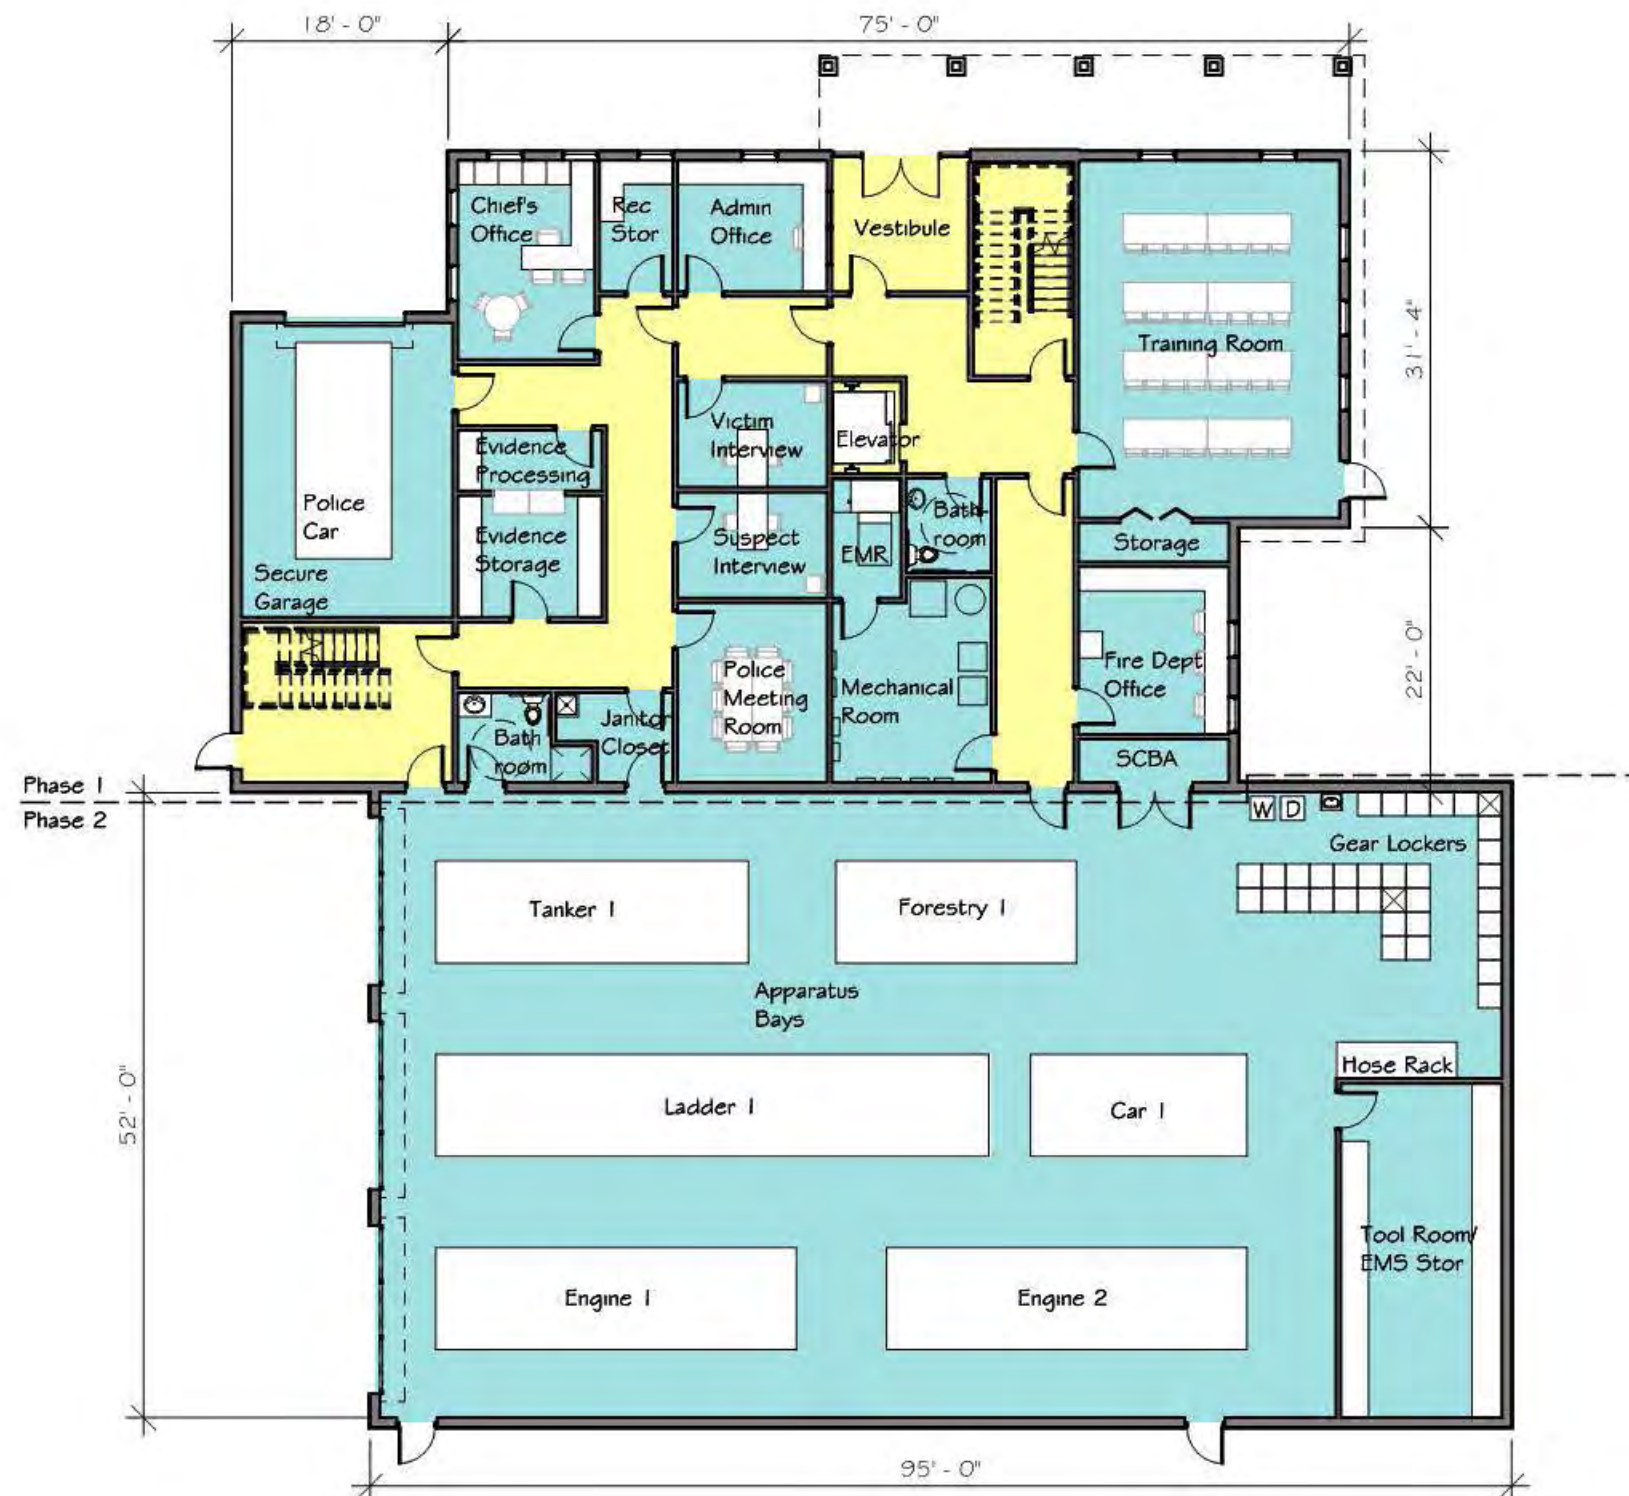 18' - 0"
75' - 0"
Chief's
Office
Rec
Stor
Admin
Office
Vestibule
Training Room
31' - 4"
Victim
Interview
Elevator
Evidence
Processing
Police
Car
Evidence
Storage
Suspect
Interview
EMR
Bath-
room
Storage
Secure
Garage
Police
Meeting
Room
Mechanical
Room
Fire Dept
Office
22' - 0"
Bath
room
Janitor
Closet
SCBA
Phase 1
Phase 2
W
D
Gear Lockers
Tanker 1
Forestry 1
Apparatus
Bays
Hose Rack
52' - 0"
Ladder 1
Car 1
Tool Room/
EMS Stor
Engine 1
Engine 2
95' - 0"